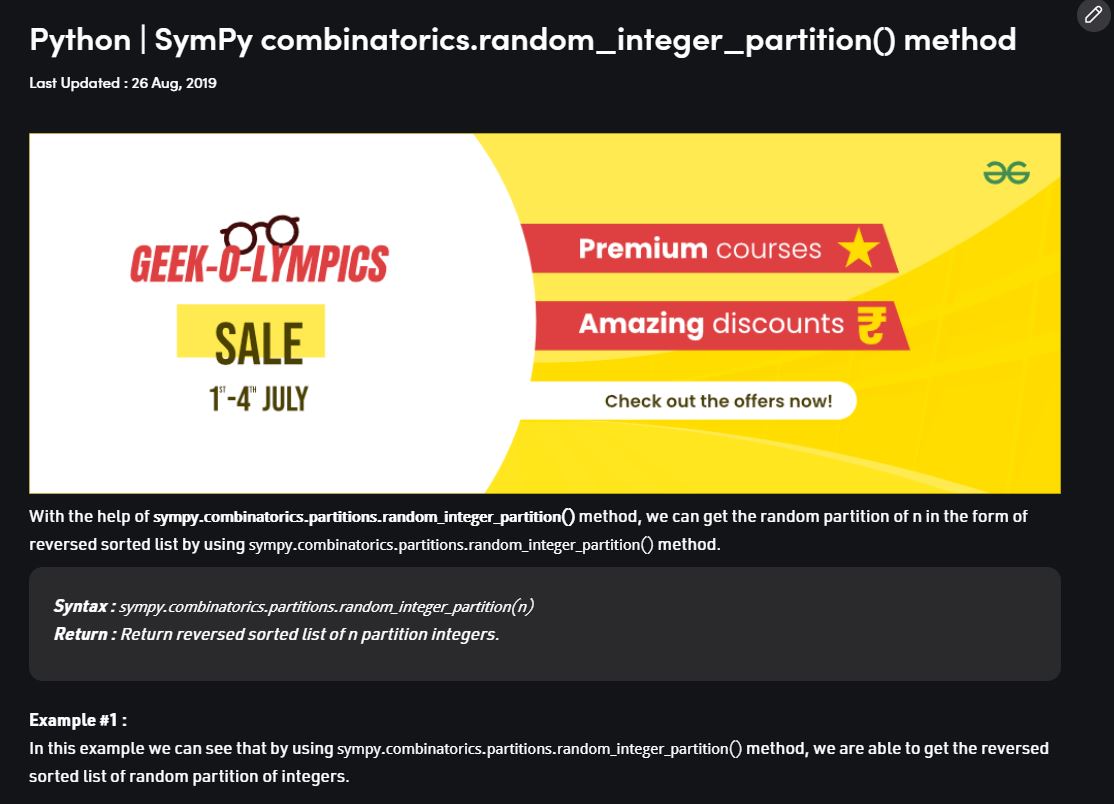 Python | SymPy combinatorics.random_integer_partition() method
Last Updated : 26 Aug, 2019
GEEK-O-LYMPICS
SALE
1ST-4TH JULY
Premium courses
Amazing discounts
Check out the offers now!
With the help of sympy.combinatorics.partitions.random_integer_partition() method, we can get the random partition of n in the form of
reversed sorted list by using sympy.combinatorics.partitions.random_integer_partition() method.
Syntax : sympy.combinatorics.partitions.random_integer_partition(n)
Return : Return reversed sorted list of n partition integers.
Example #1 :
In this example we can see that by using sympy.combinatorics.partitions.random_integer_partition() method, we are able to get the reversed
sorted list of random partition of integers.